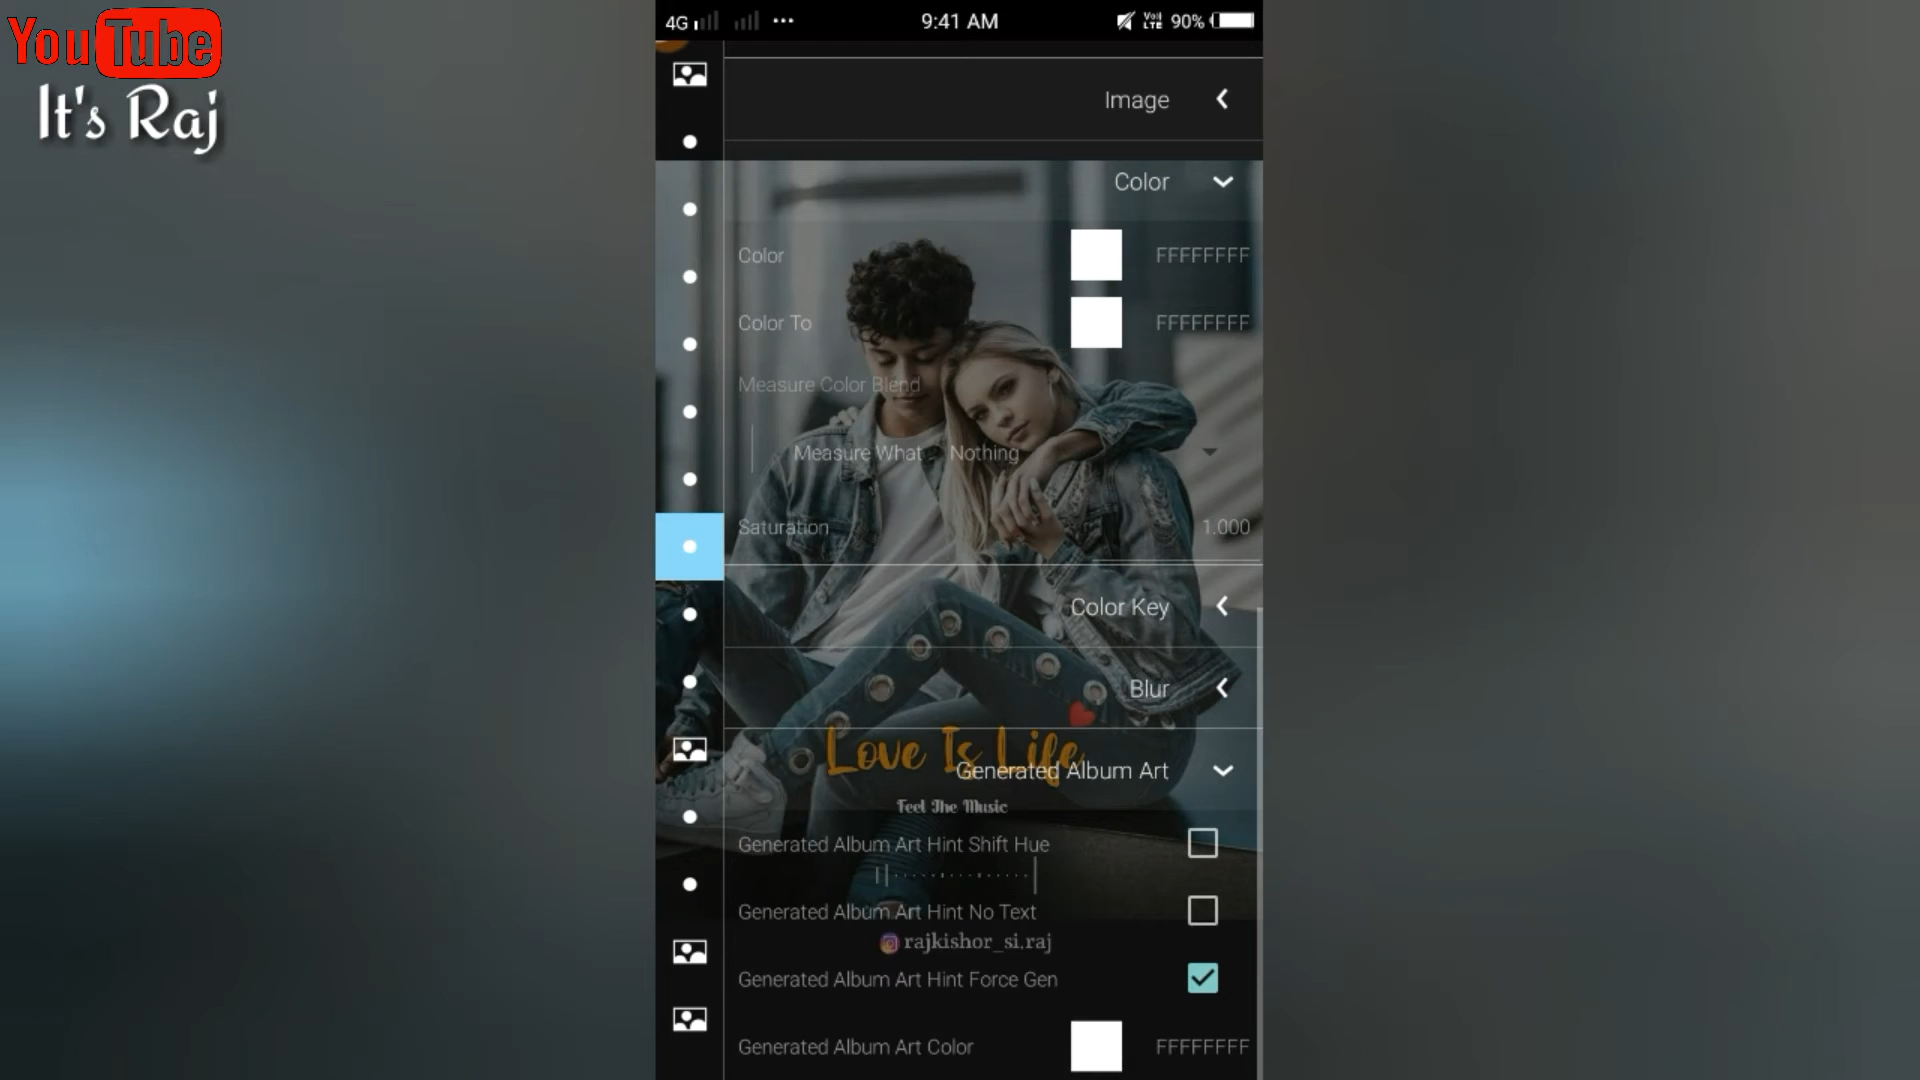 YouTube
It's Raj
4G
9:41 AM
VoLTE 90%
Image
Color
Color FFFFFFFF
Color To FFFFFFFF
Measure Color Blend
Measure What Nothing
Saturation 1.000
Color Key
Blur
Love Is Life
Generated Album Art
Feel The Music
Generated Album Art Hint Shift Hue
Generated Album Art Hint No Text
rajkishor_si.raj
Generated Album Art Hint Force Gen
Generated Album Art Color FFFFFFFF